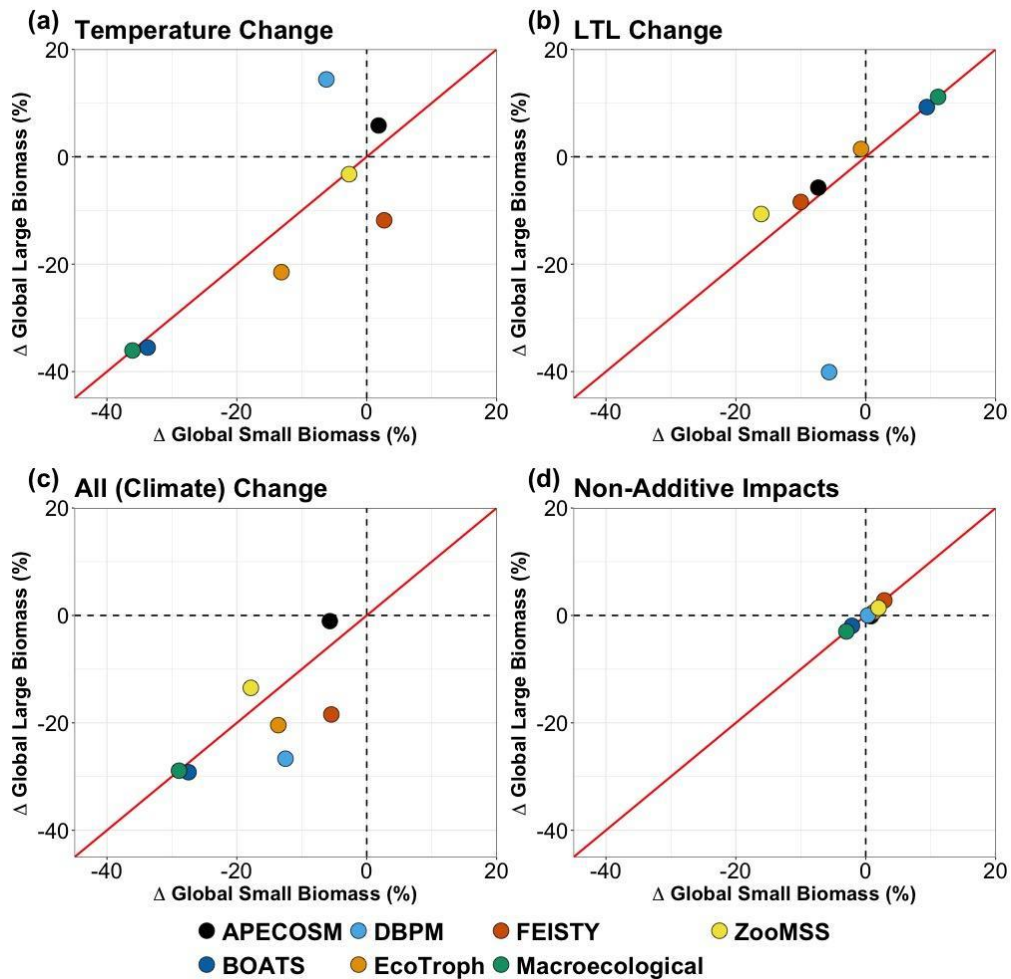 (a) Temperature Change
20
0
-20
-40
Δ Global Large Biomass (%)
-40 -20 0 20
Δ Global Small Biomass (%)
(b) LTL Change
20
0
-20
-40
Δ Global Large Biomass (%)
-40 -20 0 20
Δ Global Small Biomass (%)
(c) All (Climate) Change
20
0
-20
-40
Δ Global Large Biomass (%)
-40 -20 0 20
Δ Global Small Biomass (%)
(d) Non-Additive Impacts
20
0
-20
-40
Δ Global Large Biomass (%)
-40 -20 0 20
Δ Global Small Biomass (%)
APECOSM DBPM FEISTY ZooMSS
BOATS EcoTroph Macroecological